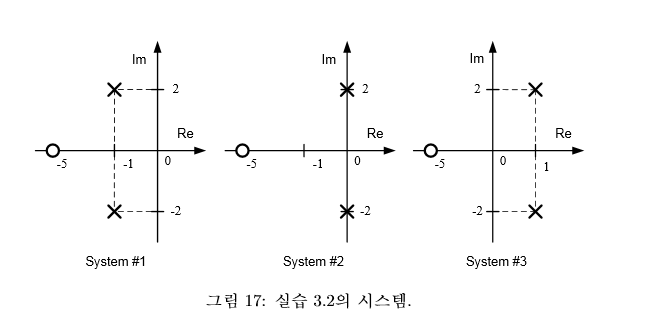 Im Im Im
2 2 2
Re Re Re
-5 -1 0 -5 -1 0 -5 0 1
-2 -2 -2
System #1 System #2 System #3
그림 17: 실습 3.2의 시스템.